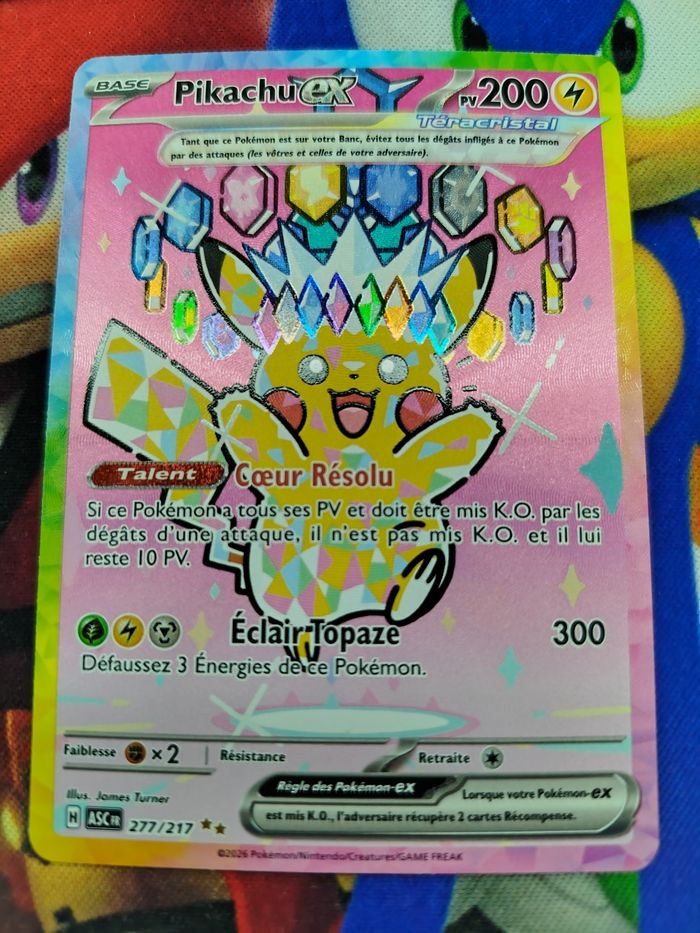 BASE Pikachu ex PV 200
Téracristal
Tant que ce Pokémon est sur votre Banc, évitez tous les dégâts infligés à ce Pokémon
par des attaques (les vôtres et celles de votre adversaire).
Talent Cœur Résolu
Si ce Pokémon a tous ses PV et doit être mis K.O. par les
dégâts d'une attaque, il n'est pas mis K.O. et il lui
reste 10 PV.
Éclair Topaze 300
Défaussez 3 Énergies de ce Pokémon.
Faiblesse ×2 Résistance Retraite
Illus. James Turner
Règle des Pokémon-ex Lorsque votre Pokémon-ex
est mis K.O., l'adversaire récupère 2 cartes Récompense.
H ASC FR 277/217
©2026 Pokémon/Nintendo/Creatures/GAME FREAK